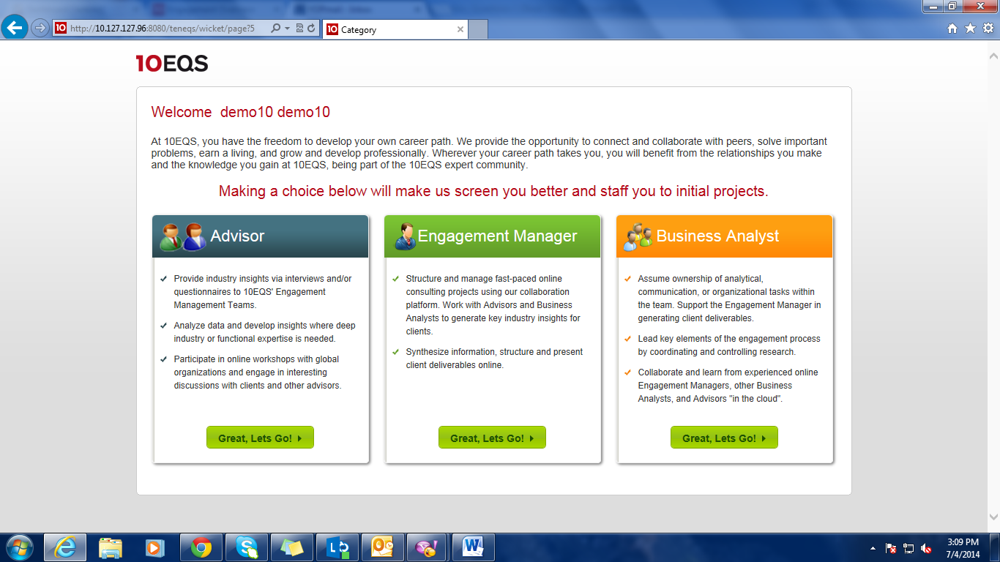 http://10.127.127.96:8080/teneqs/wicket/page?5
10 Category
10EQS
Welcome demo10 demo10
At 10EQS, you have the freedom to develop your own career path. We provide the opportunity to connect and collaborate with peers, solve important
problems, earn a living, and grow and develop professionally. Wherever your career path takes you, you will benefit from the relationships you make
and the knowledge you gain at 10EQS, being part of the 10EQS expert community.
Making a choice below will make us screen you better and staff you to initial projects.
Advisor
Provide industry insights via interviews and/or
questionnaires to 10EQS' Engagement
Management Teams.
Analyze data and develop insights where deep
industry or functional expertise is needed.
Participate in online workshops with global
organizations and engage in interesting
discussions with clients and other advisors.
Great, Lets Go!
Engagement Manager
Structure and manage fast-paced online
consulting projects using our collaboration
platform. Work with Advisors and Business
Analysts to generate key industry insights for
clients.
Synthesize information, structure and present
client deliverables online.
Great, Lets Go!
Business Analyst
Assume ownership of analytical,
communication, or organizational tasks within
the team. Support the Engagement Manager in
generating client deliverables.
Lead key elements of the engagement process
by coordinating and controlling research.
Collaborate and learn from experienced online
Engagement Managers, other Business
Analysts, and Advisors "in the cloud".
Great, Lets Go!
3:09 PM
7/4/2014